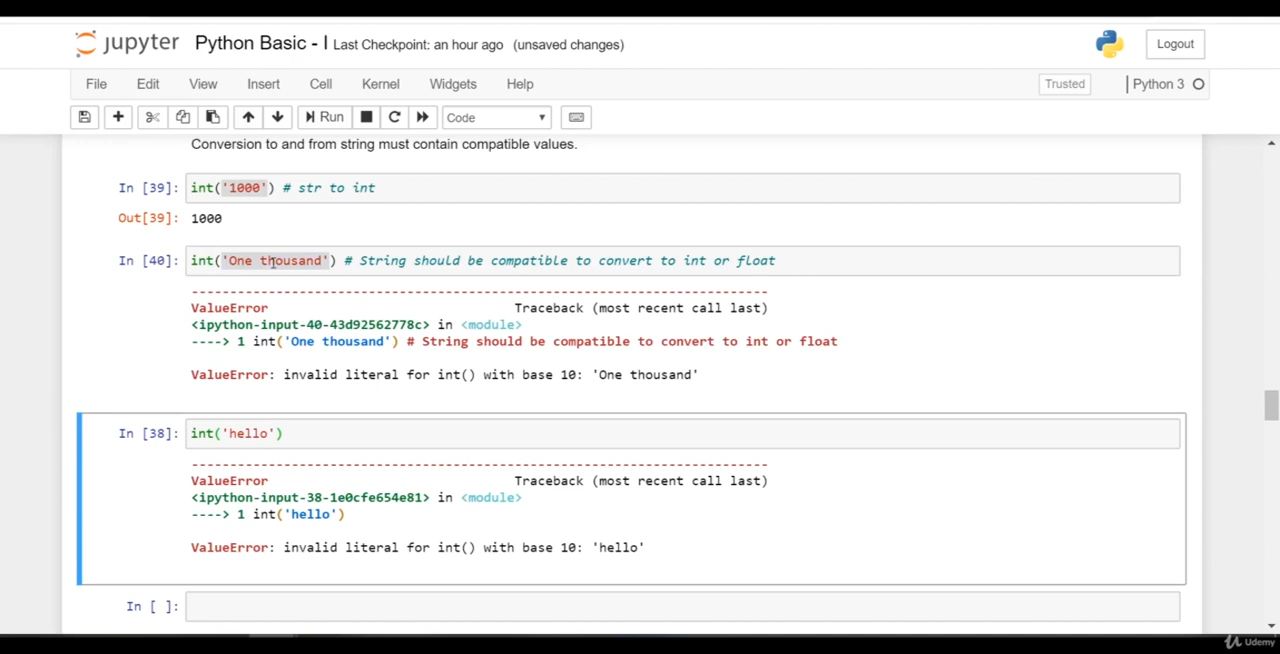 jupyter Python Basic - I Last Checkpoint: an hour ago (unsaved changes) Logout
File Edit View Insert Cell Kernel Widgets Help Trusted Python 3
Run Code
Conversion to and from string must contain compatible values.
In [39]: int('1000') # str to int
Out[39]: 1000
In [40]: int('One thousand') # String should be compatible to convert to int or float
---------------------------------------------------------------------------
ValueError Traceback (most recent call last)
<ipython-input-40-43d92562778c> in <module>
----> 1 int('One thousand') # String should be compatible to convert to int or float
ValueError: invalid literal for int() with base 10: 'One thousand'
In [38]: int('hello')
---------------------------------------------------------------------------
ValueError Traceback (most recent call last)
<ipython-input-38-1e0cfe654e81> in <module>
----> 1 int('hello')
ValueError: invalid literal for int() with base 10: 'hello'
In [ ]:
Udemy